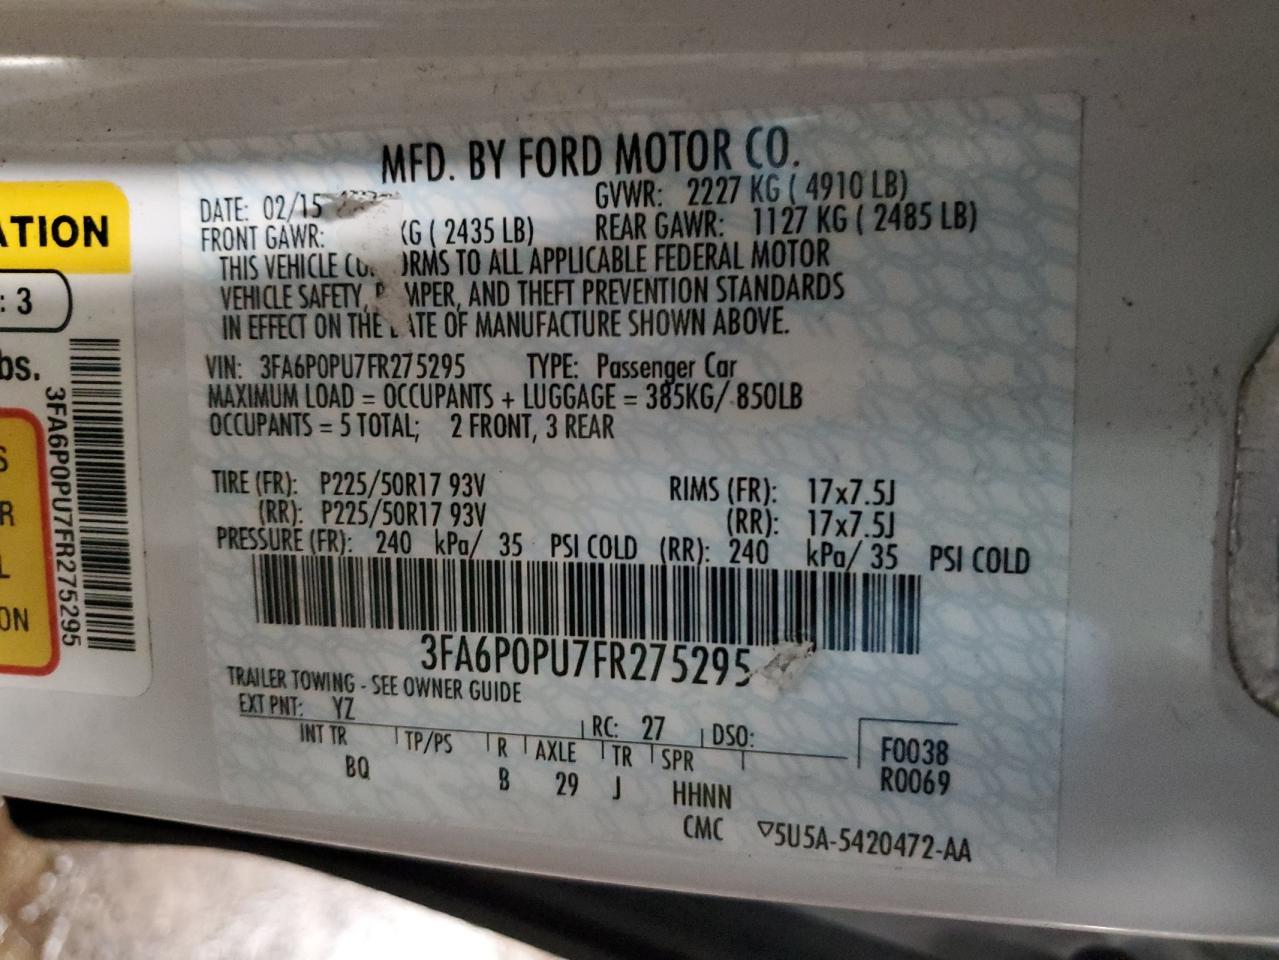 MFD. BY FORD MOTOR CO.
DATE: 02/15 GVWR: 2227 KG ( 4910 LB)
FRONT GAWR: KG ( 2435 LB) REAR GAWR: 1127 KG ( 2485 LB)
THIS VEHICLE TO ALL APPLICABLE FEDERAL MOTOR
VEHICLE SAFETY, AND THEFT PREVENTION STANDARDS
IN EFFECT ON THE OF MANUFACTURE SHOWN ABOVE.
VIN: 3FA6P0PU7FR275295 TYPE: Passenger Car
MAXIMUM LOAD = OCCUPANTS + LUGGAGE = 385KG/ 850LB
OCCUPANTS = 5 TOTAL; 2 FRONT, 3 REAR
TIRE (FR): P225/50R17 93V RIMS (FR): 17x7.5J
(RR): P225/50R17 93V (RR): 17x7.5J
PRESSURE (FR): 240 kPa/ 35 PSI COLD (RR): 240 kPa/ 35 PSI COLD
3FA6P0PU7FR275295
TRAILER TOWING - SEE OWNER GUIDE
EXT PNT: YZ RC: 27 DSO:
INT TR TP/PS R AXLE TR SPR F0038
BQ B 29 J HHNN R0069
CMC ▽5U5A-5420472-AA
ATION
: 3
bs.
3FA6P0PU7FR275295
S
R
L
ON